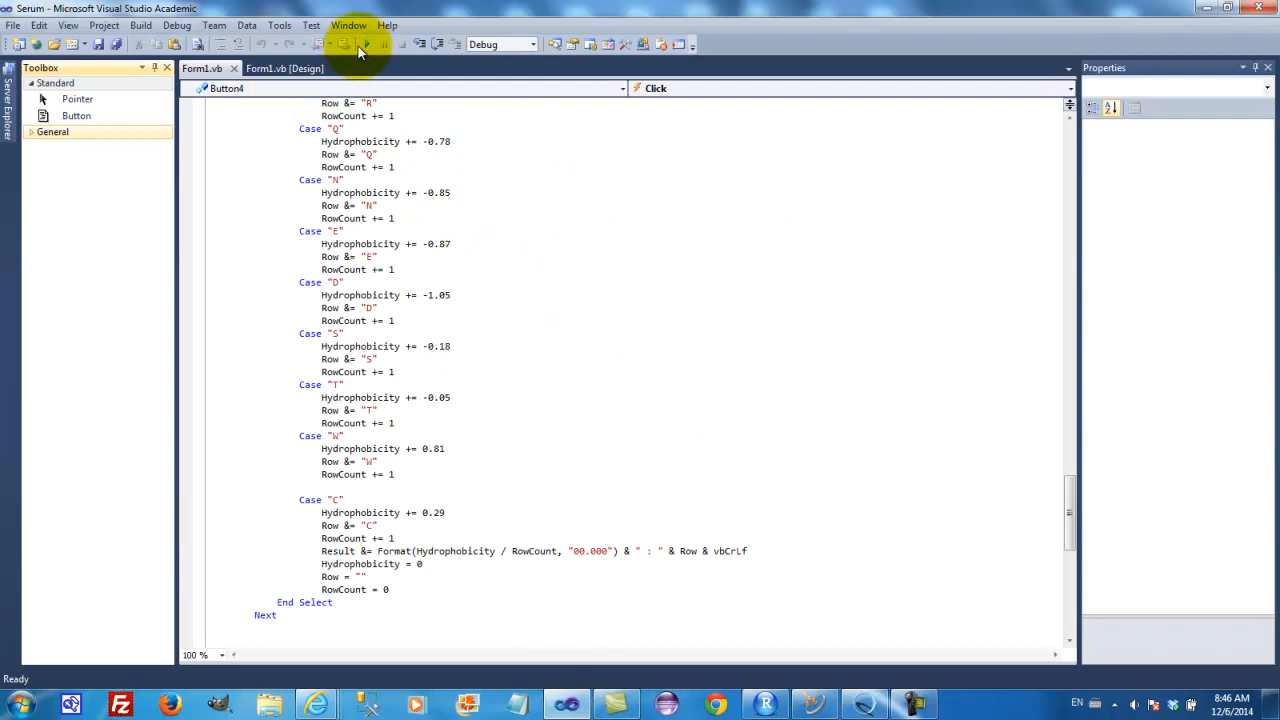 Serum - Microsoft Visual Studio Academic
File Edit View Project Build Debug Team Data Tools Test Window Help
Debug
Toolbox
Form1.vb
Form1.vb [Design]
Properties
Standard
Button4
Click
Pointer
Button
General
Server Explorer
Row &= "R"
RowCount += 1
Case "Q"
Hydrophobicity += -0.78
Row &= "Q"
RowCount += 1
Case "N"
Hydrophobicity += -0.85
Row &= "N"
RowCount += 1
Case "E"
Hydrophobicity += -0.87
Row &= "E"
RowCount += 1
Case "D"
Hydrophobicity += -1.05
Row &= "D"
RowCount += 1
Case "S"
Hydrophobicity += -0.18
Row &= "S"
RowCount += 1
Case "T"
Hydrophobicity += -0.05
Row &= "T"
RowCount += 1
Case "W"
Hydrophobicity += 0.81
Row &= "W"
RowCount += 1
Case "C"
Hydrophobicity += 0.29
Row &= "C"
RowCount += 1
Result &= Format(Hydrophobicity / RowCount, "00.000") & " : " & Row & vbCrLf
Hydrophobicity = 0
Row = ""
RowCount = 0
End Select
Next
100 %
Ready
EN
8:46 AM
12/6/2014